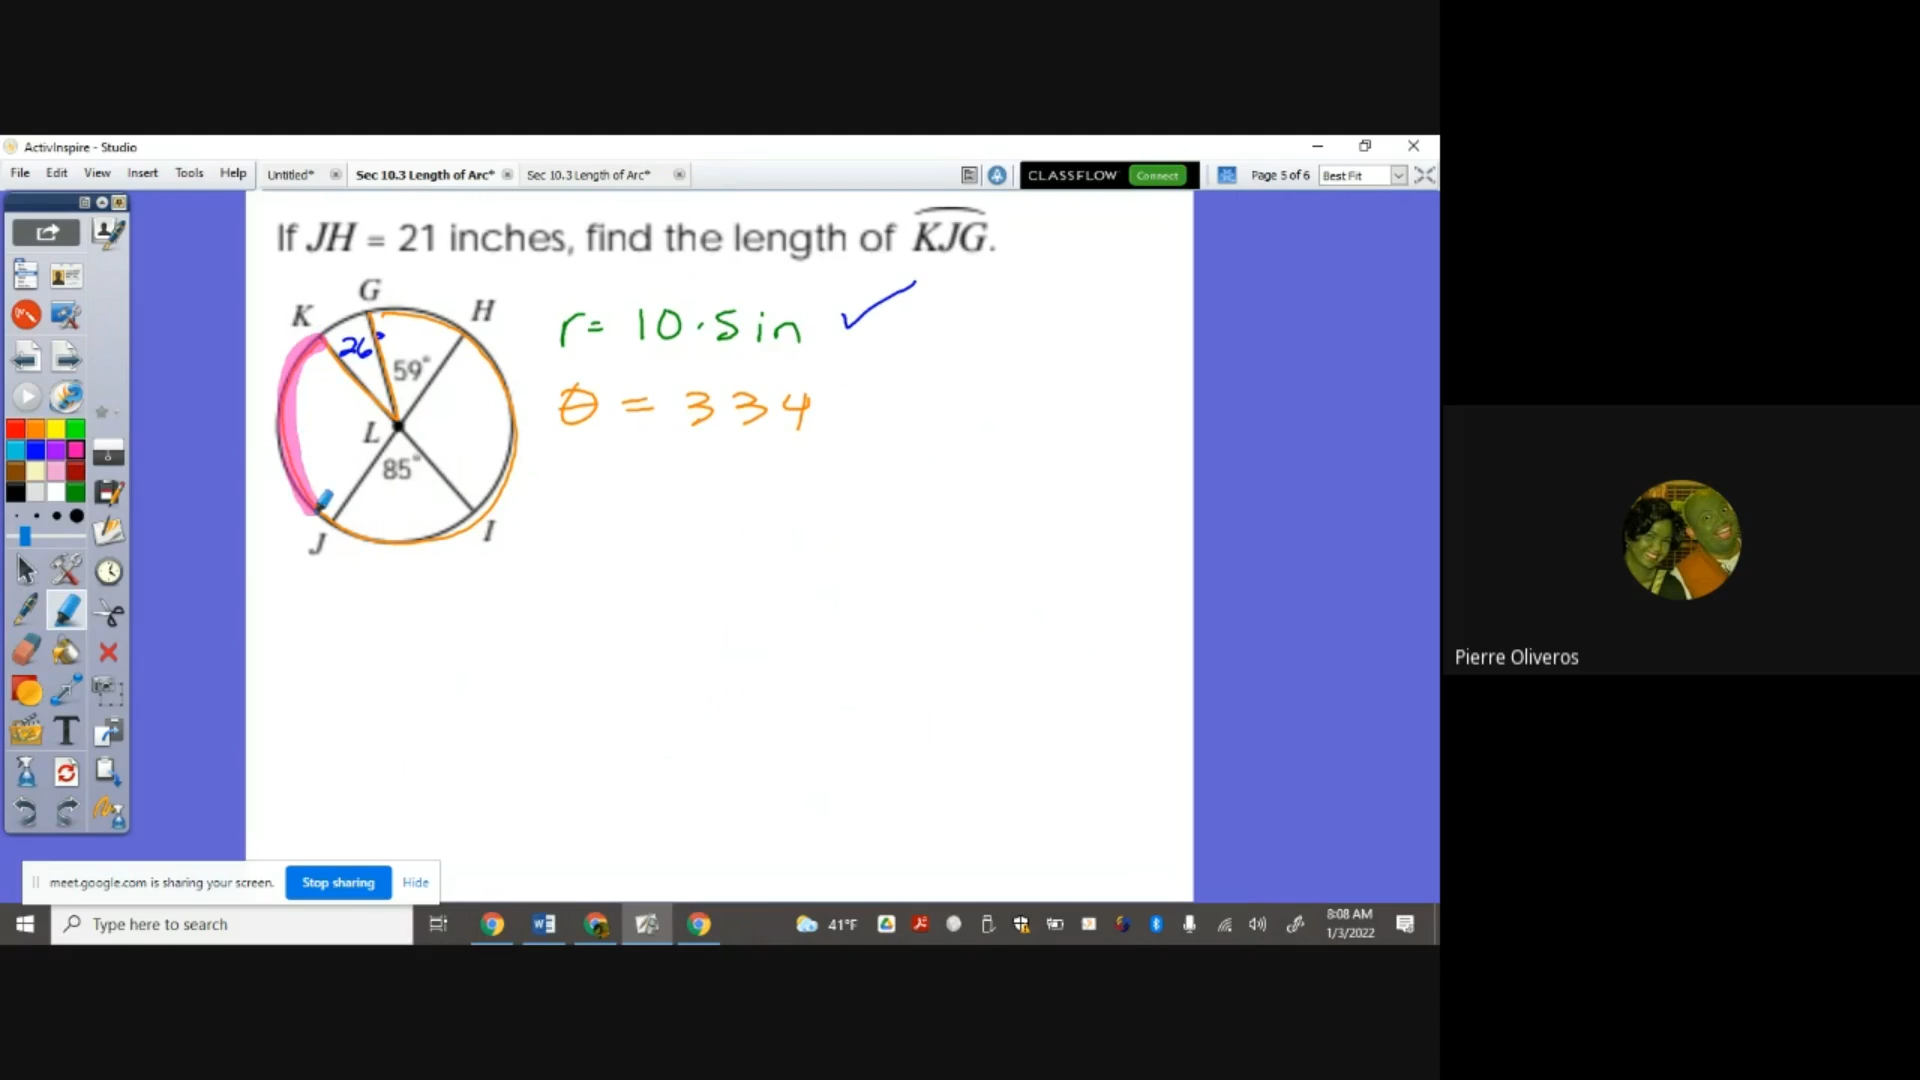 ActivInspire - Studio
File Edit View Insert Tools Help
Untitled* Sec 10.3 Length of Arc* Sec 10.3 Length of Arc*
CLASSFLOW Connect
Page 5 of 6 Best Fit
If JH = 21 inches, find the length of KJG.
G
K H
26°
59°
L
85°
J I
r = 10.5 in
θ = 334
Pierre Oliveros
meet.google.com is sharing your screen. Stop sharing Hide
Type here to search
41°F
8:08 AM
1/3/2022